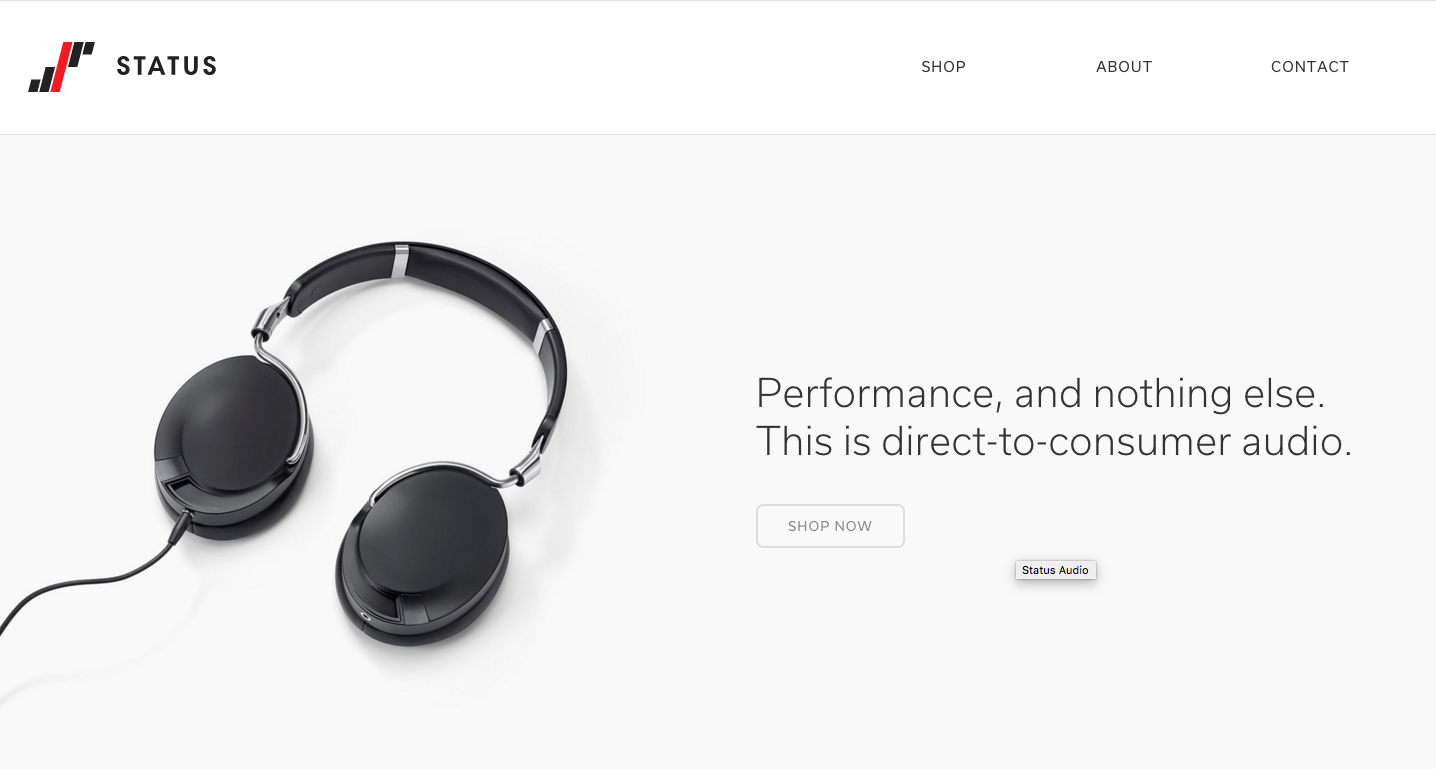 STATUS
SHOP
ABOUT
CONTACT
Performance, and nothing else.
This is direct-to-consumer audio.
SHOP NOW
Status Audio